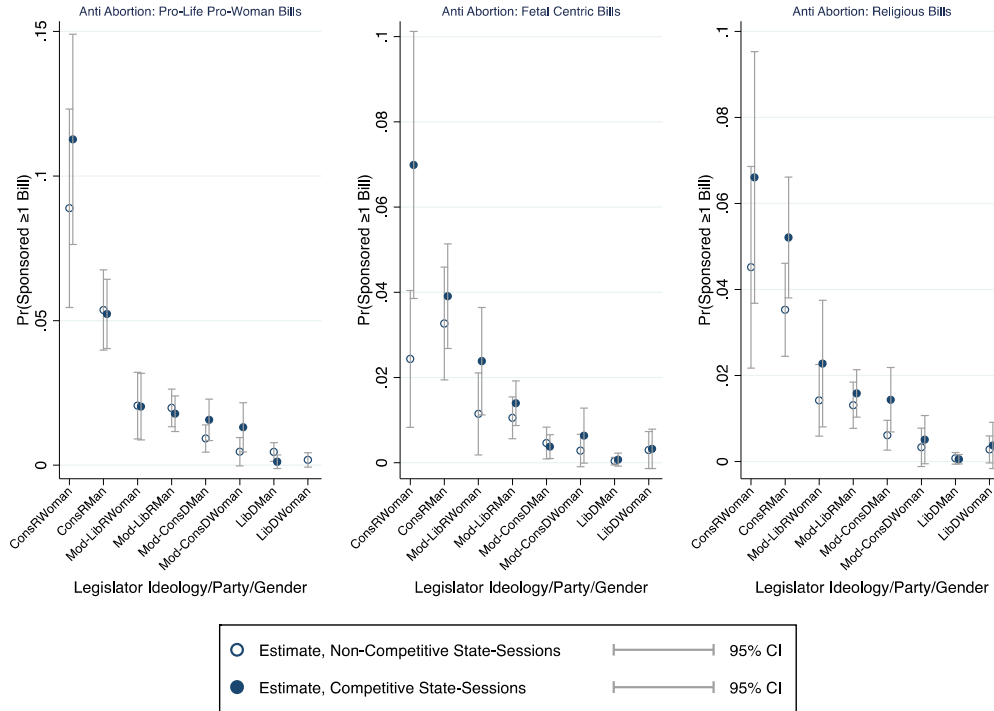 Anti Abortion: Pro-Life Pro-Woman Bills
Pr(Sponsored ≥1 Bill)
.15
.1
.05
0
ConsRWoman
ConsRMan
Mod-LibRWoman
Mod-LibRMan
Mod-ConsDMan
Mod-ConsDWoman
LibDMan
LibDWoman
Legislator Ideology/Party/Gender
Anti Abortion: Fetal Centric Bills
Pr(Sponsored ≥1 Bill)
.1
.08
.06
.04
.02
0
ConsRWoman
ConsRMan
Mod-LibRWoman
Mod-LibRMan
Mod-ConsDMan
Mod-ConsDWoman
LibDMan
LibDWoman
Legislator Ideology/Party/Gender
Anti Abortion: Religious Bills
Pr(Sponsored ≥1 Bill)
.1
.08
.06
.04
.02
0
ConsRWoman
ConsRMan
Mod-LibRWoman
Mod-LibRMan
Mod-ConsDMan
Mod-ConsDWoman
LibDMan
LibDWoman
Legislator Ideology/Party/Gender
Estimate, Non-Competitive State-Sessions 95% CI
Estimate, Competitive State-Sessions 95% CI